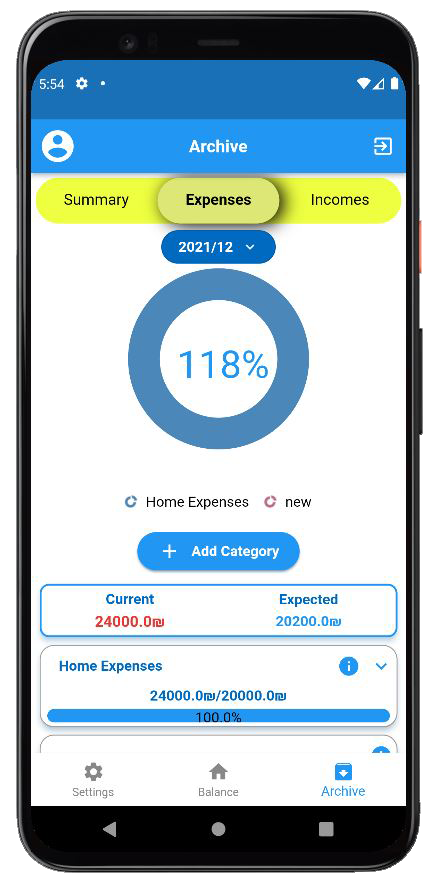 5:54
Archive
Summary Expenses Incomes
2021/12
118%
Home Expenses new
+ Add Category
Current Expected
24000.0₪ 20200.0₪
Home Expenses
24000.0₪/20000.0₪
100.0%
Settings Balance Archive